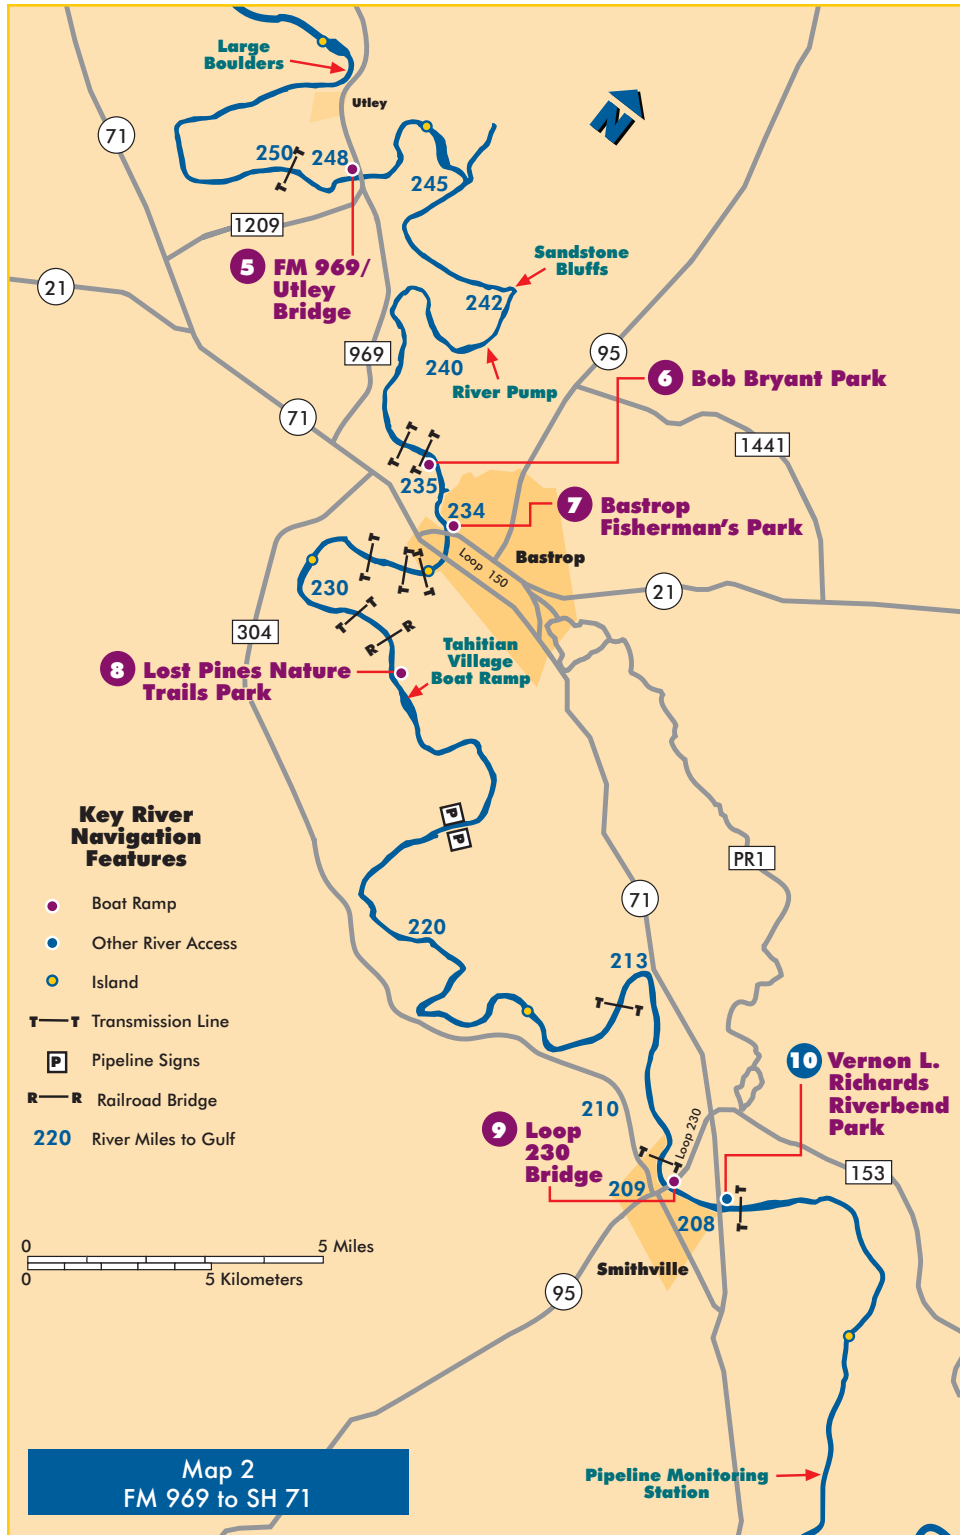 Large
Boulders
Utley
N
71
250
T
T
248
245
1209
5 FM 969/
Utley
Bridge
Sandstone
Bluffs
21
242
969
95
240
River Pump
6 Bob Bryant Park
71
1441
T
T
T
T
235
234
7 Bastrop
Fisherman's Park
Loop 150
Bastrop
T
T
T
T
T
T
230
21
T
T
304
R
R
Tahitian
Village
Boat Ramp
8 Lost Pines Nature
Trails Park
P
P
PR1
Key River
Navigation
Features
Boat Ramp
Other River Access
Island
T T Transmission Line
P Pipeline Signs
R R Railroad Bridge
220 River Miles to Gulf
71
220
213
T
T
10 Vernon L.
Richards
Riverbend
Park
210
Loop 230
9 Loop
230
Bridge
T
T
153
209
208
T
T
0 5 Miles
0 5 Kilometers
Smithville
95
Map 2
FM 969 to SH 71
Pipeline Monitoring
Station